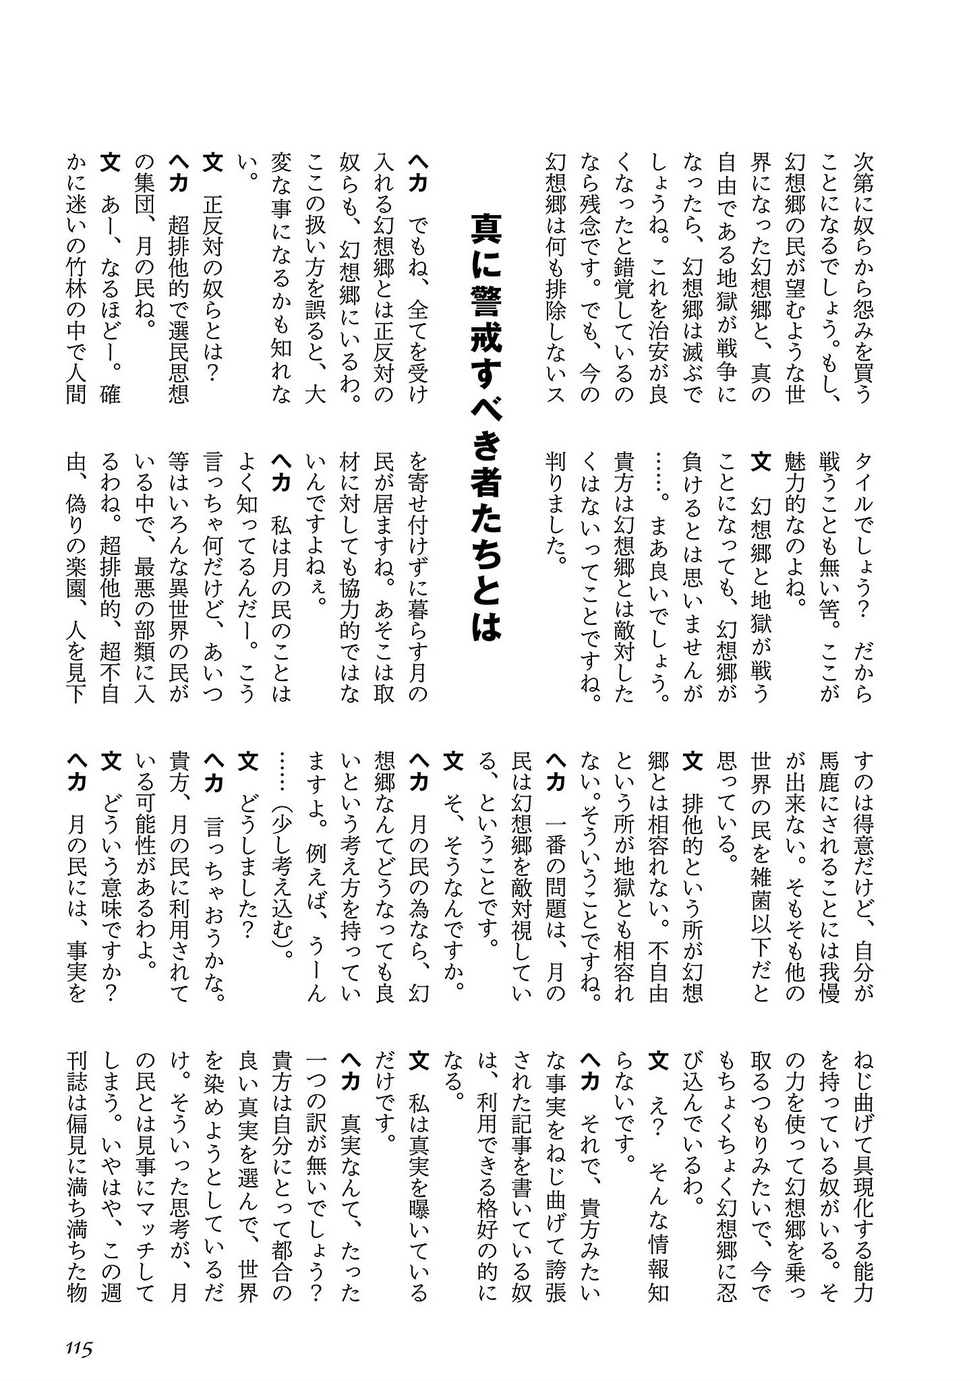 次第に奴らから怨みを買う
ことになるでしょう。もし、
幻想郷の民が望むような世
界になった幻想郷と、真の
自由である地獄が戦争に
なったら、幻想郷は滅ぶで
しょうね。これを治安が良
くなったと錯覚しているの
なら残念です。でも、今の
幻想郷は何も排除しないス
タイルでしょう?　だから
戦うことも無い筈。ここが
魅力的なのよね。
文　幻想郷と地獄が戦う
ことになっても、幻想郷が
負けるとは思いませんが
……。まあ良いでしょう。
貴方は幻想郷とは敵対した
くはないってことですね。
判りました。
真に警戒すべき者たちとは
ヘカ　でもね、全てを受け
入れる幻想郷とは正反対の
奴らも、幻想郷にいるわ。
ここの扱い方を誤ると、大
変な事になるかも知れな
い。
文　正反対の奴らとは?
ヘカ　超排他的で選民思想
の集団、月の民ね。
文　あー、なるほどー。確
かに迷いの竹林の中で人間
を寄せ付けずに暮らす月の
民が居ますね。あそこは取
材に対しても協力的ではな
いんですよねぇ。
ヘカ　私は月の民のことは
よく知ってるんだー。こう
言っちゃ何だけど、あいつ
等はいろんな異世界の民が
いる中で、最悪の部類に入
るわね。超排他的、超不自
由、偽りの楽園、人を見下
すのは得意だけど、自分が
馬鹿にされることには我慢
が出来ない。そもそも他の
世界の民を雑菌以下だと
思っている。
文　排他的という所が幻想
郷とは相容れない。不自由
という所が地獄とも相容れ
ない。そういうことですね。
ヘカ　一番の問題は、月の
民は幻想郷を敵対視してい
る、ということです。
文　そ、そうなんですか。
ヘカ　月の民の為なら、幻
想郷なんてどうなっても良
いという考え方を持ってい
ますよ。例えば、うーん
……（少し考え込む）。
文　どうしました?
ヘカ　言っちゃおうかな。
貴方、月の民に利用されて
いる可能性があるわよ。
文　どういう意味ですか?
ヘカ　月の民には、事実を
ねじ曲げて具現化する能力
を持っている奴がいる。そ
の力を使って幻想郷を乗っ
取るつもりみたいで、今で
もちょくちょく幻想郷に忍
び込んでいるわ。
文　え?　そんな情報知
らないです。
ヘカ　それで、貴方みたい
な事実をねじ曲げて誇張
された記事を書いている奴
は、利用できる格好の的に
なる。
文　私は真実を曝いている
だけです。
ヘカ　真実なんて、たった
一つの訳が無いでしょう?
貴方は自分にとって都合の
良い真実を選んで、世界
を染めようとしているだ
け。そういった思考が、月
の民とは見事にマッチして
しまう。いやはや、この週
刊誌は偏見に満ち満ちた物
115